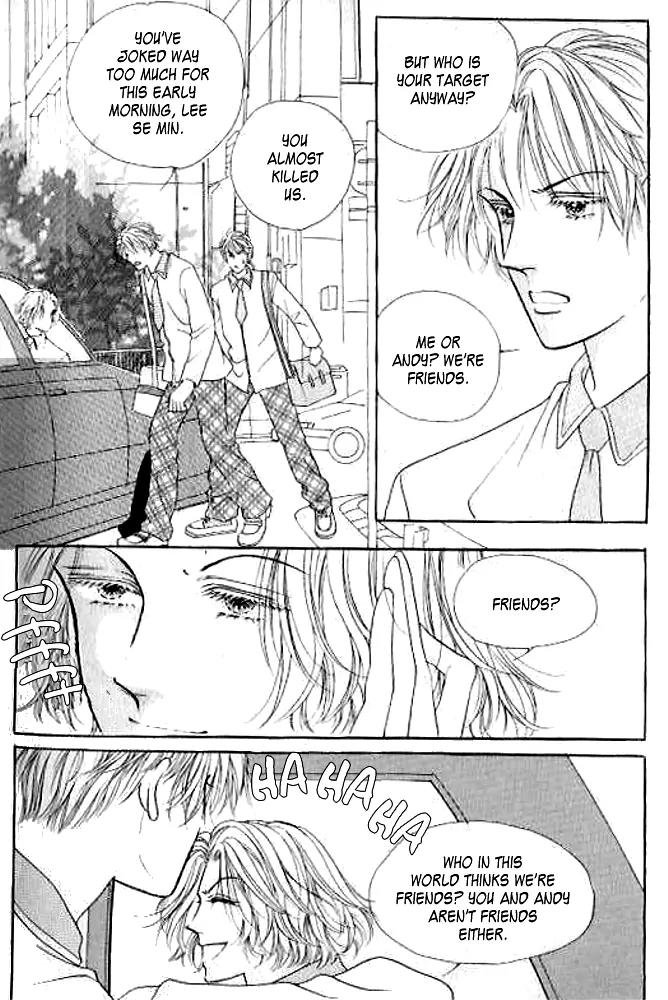 YOU'VE
JOKED WAY
TOO MUCH FOR
THIS EARLY
MORNING, LEE
SE MIN.
YOU
ALMOST
KILLED
US.
BUT WHO IS
YOUR TARGET
ANYWAY?
ME OR
ANDY? WE'RE
FRIENDS.
Pffft
FRIENDS?
HA HA HA
WHO IN THIS
WORLD THINKS WE'RE
FRIENDS? YOU AND ANDY
AREN'T FRIENDS
EITHER.